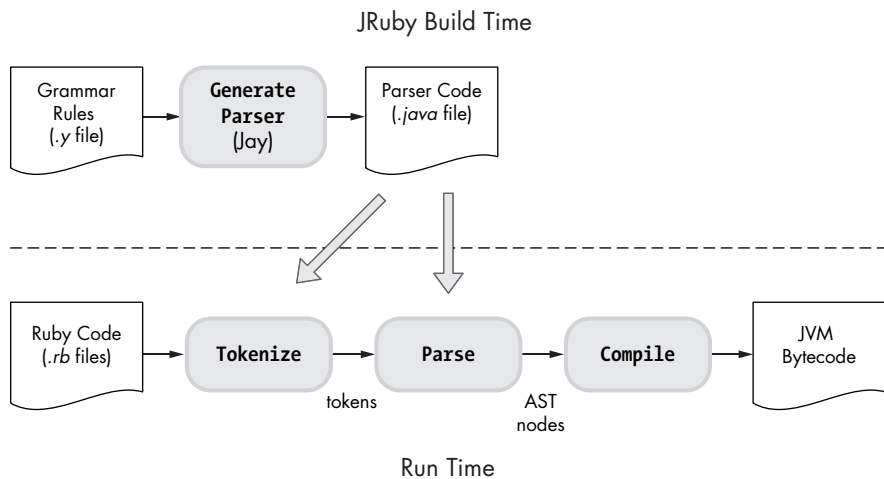 JRuby Build Time
Grammar
Rules
(.y file)
Generate
Parser
(Jay)
Parser Code
(.java file)
Ruby Code
(.rb files)
Tokenize
tokens
Parse
AST
nodes
Compile
JVM
Bytecode
Run Time